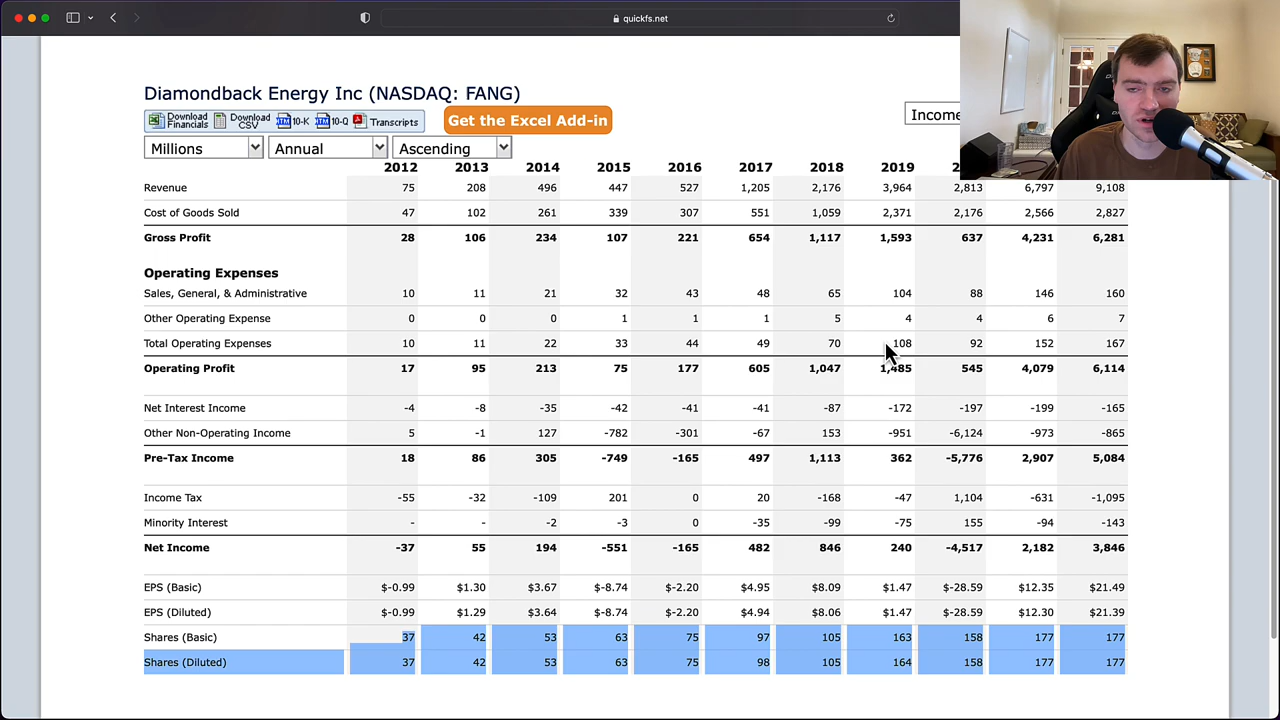 quickfs.net
Diamondback Energy Inc (NASDAQ: FANG)
Download Financials Download CSV 10-K 10-Q Transcripts Get the Excel Add-in Income
Millions Annual Ascending
2012 2013 2014 2015 2016 2017 2018 2019
Revenue 75 208 496 447 527 1,205 2,176 3,964 2,813 6,797 9,108
Cost of Goods Sold 47 102 261 339 307 551 1,059 2,371 2,176 2,566 2,827
Gross Profit 28 106 234 107 221 654 1,117 1,593 637 4,231 6,281
Operating Expenses
Sales, General, & Administrative 10 11 21 32 43 48 65 104 88 146 160
Other Operating Expense 0 0 0 1 1 1 5 4 4 6 7
Total Operating Expenses 10 11 22 33 44 49 70 108 92 152 167
Operating Profit 17 95 213 75 177 605 1,047 1,485 545 4,079 6,114
Net Interest Income -4 -8 -35 -42 -41 -41 -87 -172 -197 -199 -165
Other Non-Operating Income 5 -1 127 -782 -301 -67 153 -951 -6,124 -973 -865
Pre-Tax Income 18 86 305 -749 -165 497 1,113 362 -5,776 2,907 5,084
Income Tax -55 -32 -109 201 0 20 -168 -47 1,104 -631 -1,095
Minority Interest - - -2 -3 0 -35 -99 -75 155 -94 -143
Net Income -37 55 194 -551 -165 482 846 240 -4,517 2,182 3,846
EPS (Basic) $-0.99 $1.30 $3.67 $-8.74 $-2.20 $4.95 $8.09 $1.47 $-28.59 $12.35 $21.49
EPS (Diluted) $-0.99 $1.29 $3.64 $-8.74 $-2.20 $4.94 $8.06 $1.47 $-28.59 $12.30 $21.39
Shares (Basic) 37 42 53 63 75 97 105 163 158 177 177
Shares (Diluted) 37 42 53 63 75 98 105 164 158 177 177